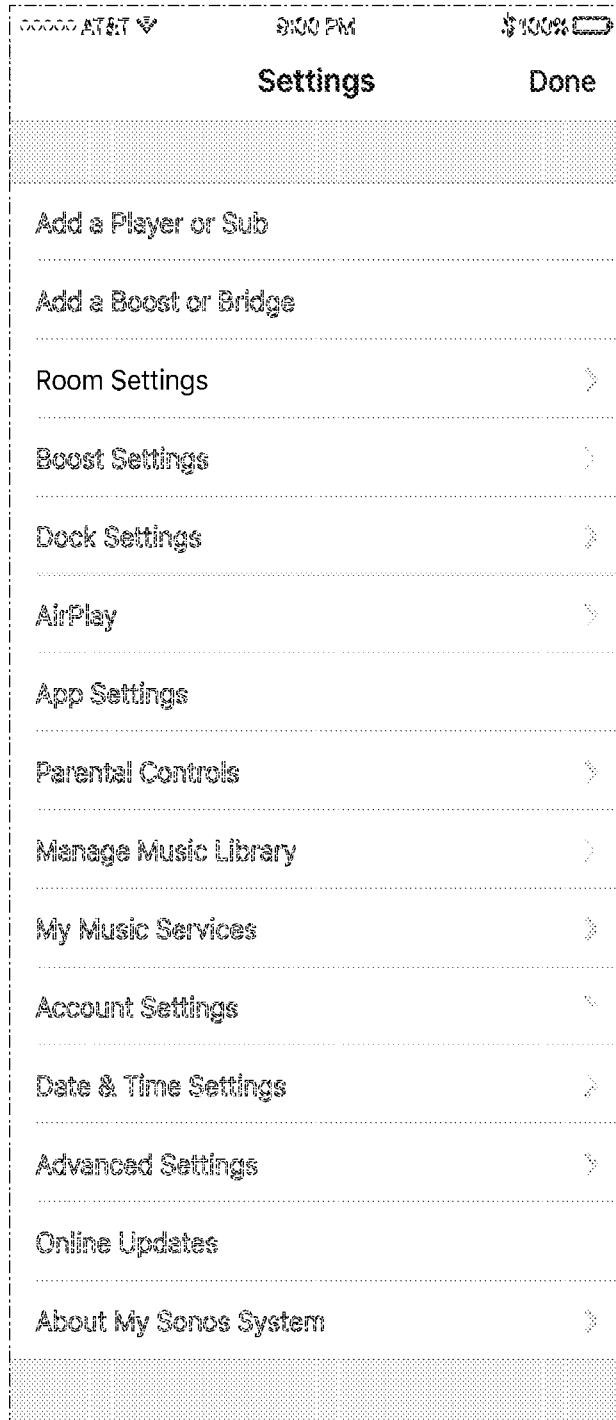 AT&T 9:00 PM 100%
Settings Done
Add a Player or Sub
Add a Boost or Bridge
Room Settings
Boost Settings
Dock Settings
AirPlay
App Settings
Parental Controls
Manage Music Library
My Music Services
Account Settings
Date & Time Settings
Advanced Settings
Online Updates
About My Sonos System